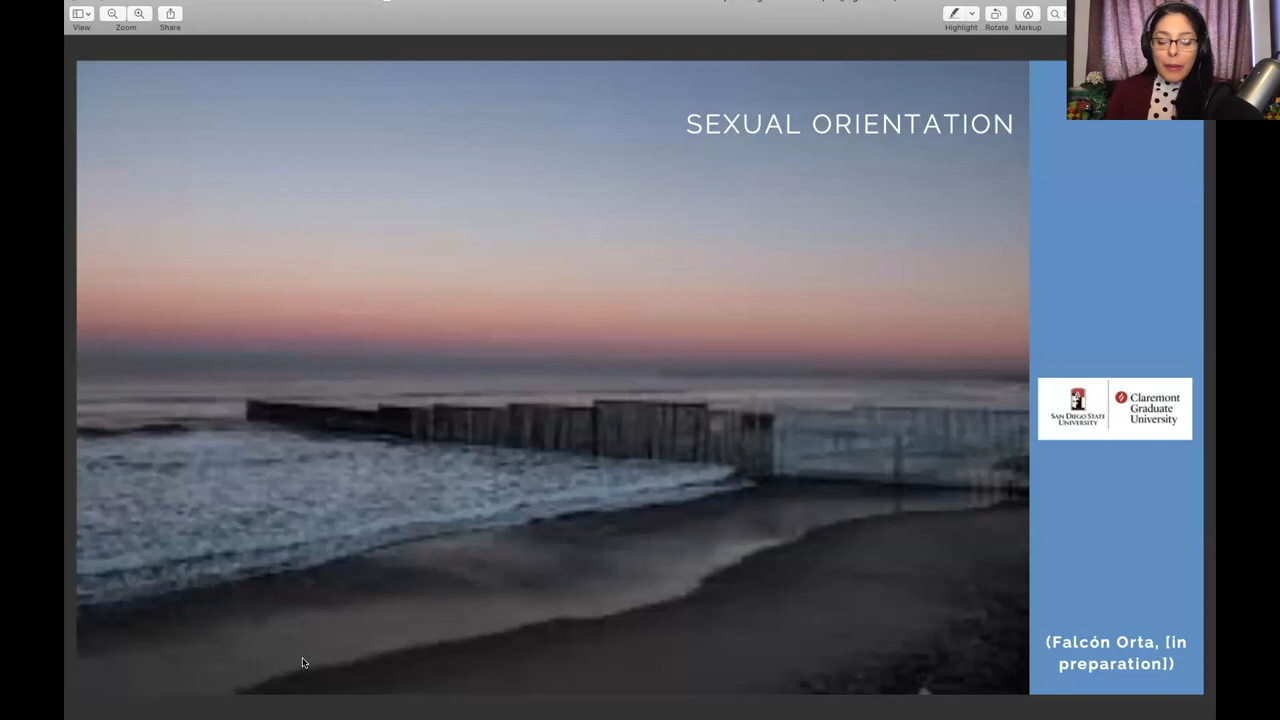 View
Zoom
Share
Highlight
Rotate
Markup
SEXUAL ORIENTATION
SAN DIEGO STATE
UNIVERSITY
Claremont
Graduate
University
(Falcón Orta, [in
preparation])